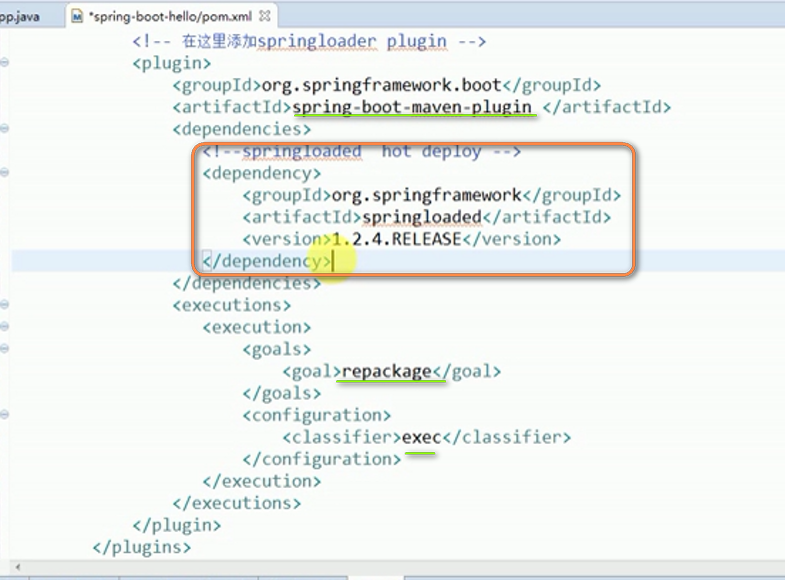 pp.java
*spring-boot-hello/pom.xml
<!-- 在这里添加springloader plugin -->
<plugin>
<groupId>org.springframework.boot</groupId>
<artifactId>spring-boot-maven-plugin </artifactId>
<dependencies>
<!--springloaded  hot deploy -->
<dependency>
<groupId>org.springframework</groupId>
<artifactId>springloaded</artifactId>
<version>1.2.4.RELEASE</version>
</dependency>
</dependencies>
<executions>
<execution>
<goals>
<goal>repackage</goal>
</goals>
<configuration>
<classifier>exec</classifier>
</configuration>
</execution>
</executions>
</plugin>
</plugins>